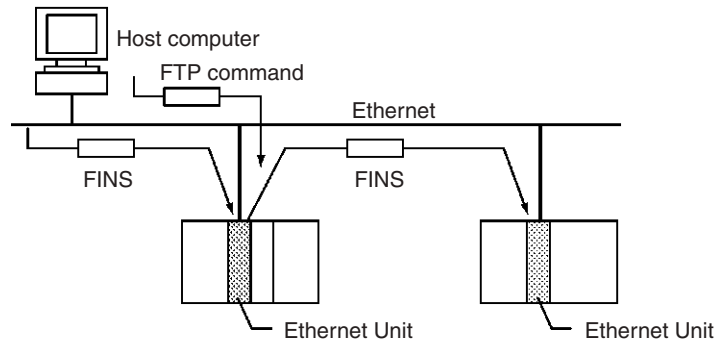 Host computer
FTP command
Ethernet
FINS
FINS
Ethernet Unit
Ethernet Unit